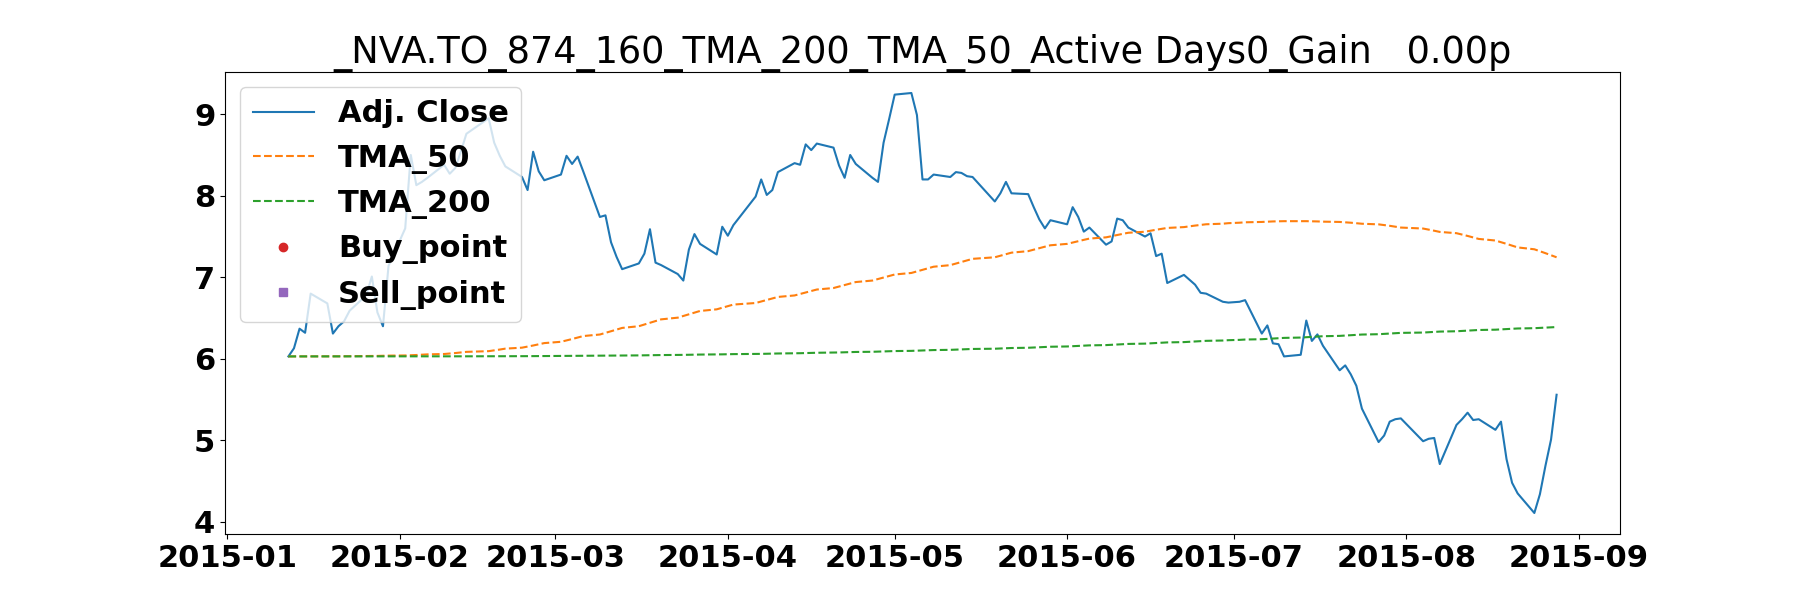 _NVA.TO_874_160_TMA_200_TMA_50_Active Days0_Gain   0.00p
Adj. Close
TMA_50
TMA_200
Buy_point
Sell_point
9
8
7
6
5
4
2015-01 2015-02 2015-03 2015-04 2015-05 2015-06 2015-07 2015-08 2015-09